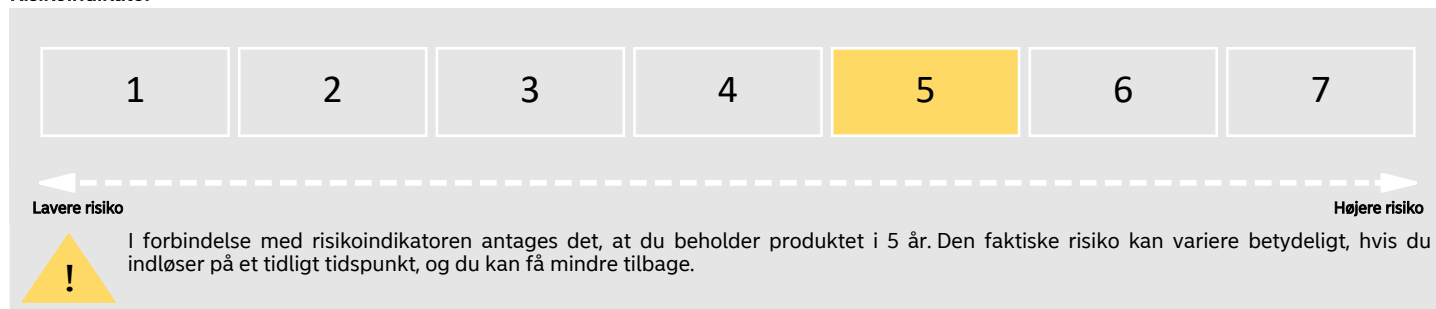 1 2 3 4 5 6 7
Lavere risiko Højere risiko
I forbindelse med risikoindikatoren antages det, at du beholder produktet i 5 år. Den faktiske risiko kan variere betydeligt, hvis du
! indløser på et tidligt tidspunkt, og du kan få mindre tilbage.